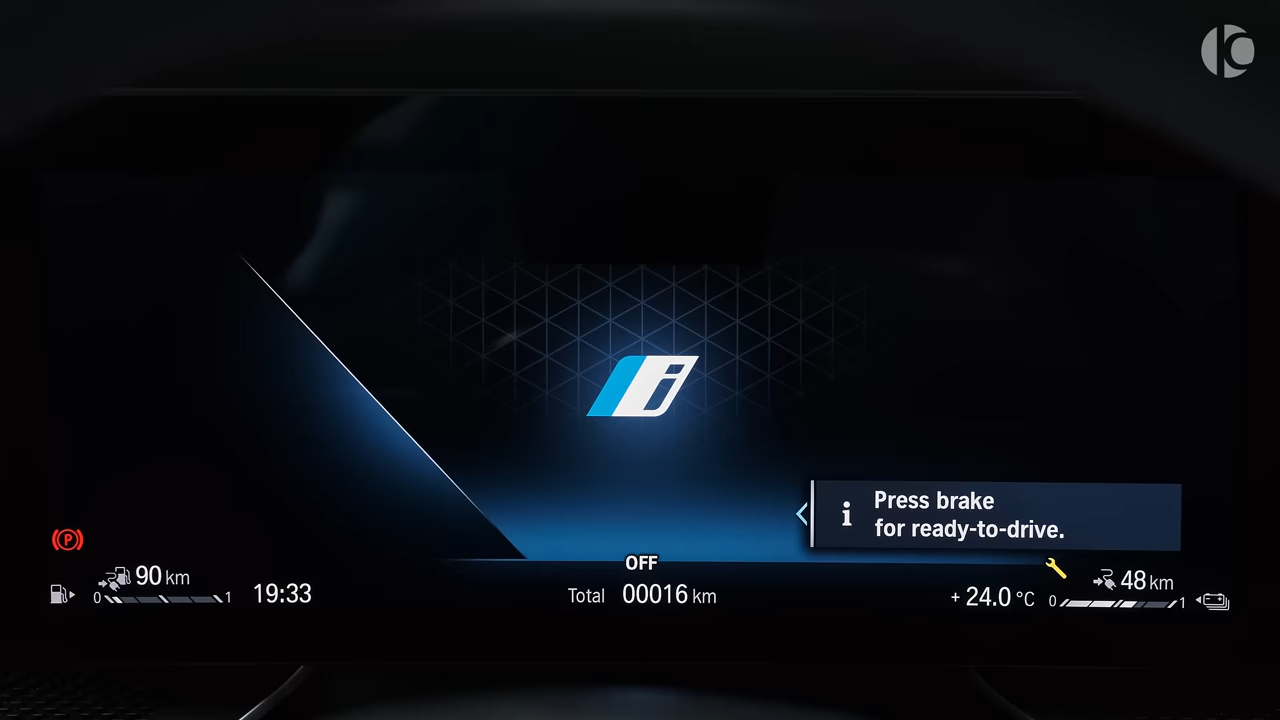 i
Press brake
for ready-to-drive.
P
OFF
90 km
0 1
19:33
Total 00016 km
+ 24.0 °C
48 km
0 1